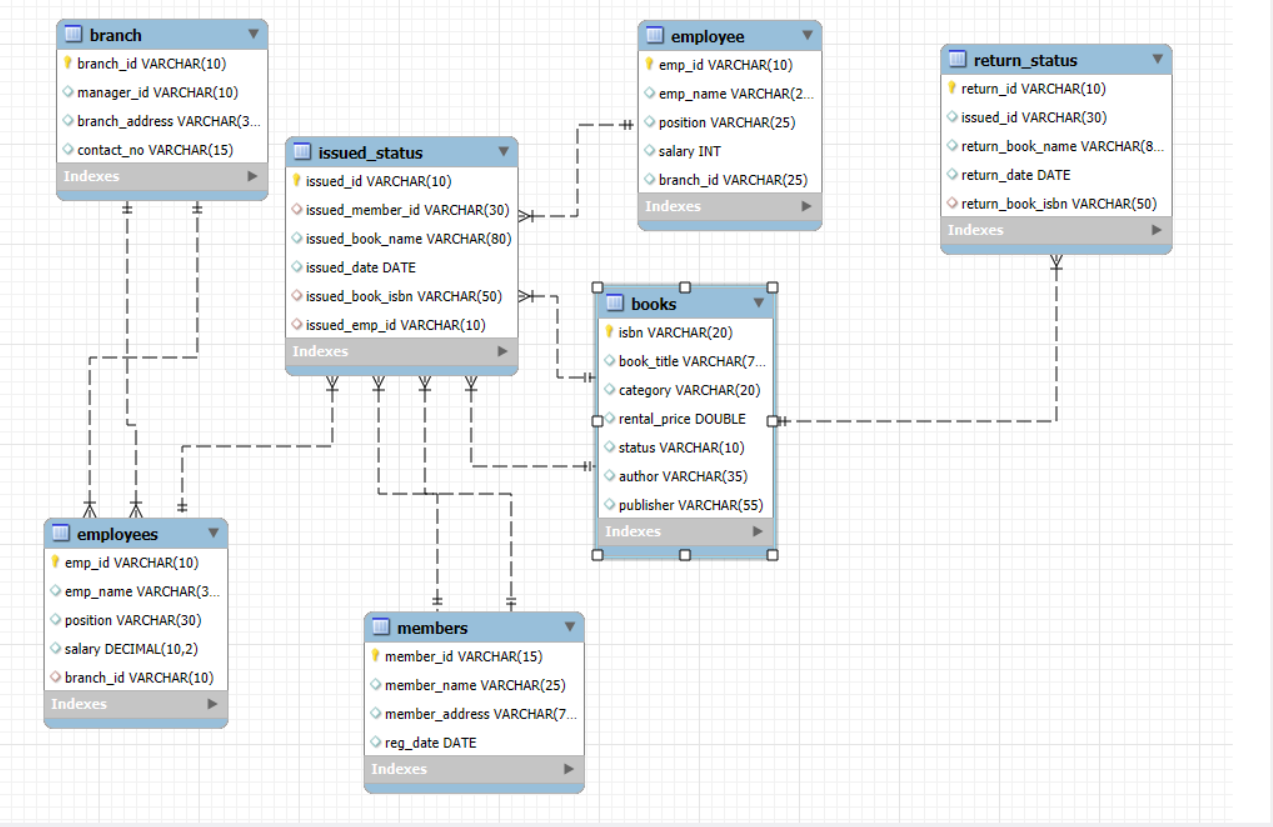 branch
branch_id VARCHAR(10)
manager_id VARCHAR(10)
branch_address VARCHAR(3...
contact_no VARCHAR(15)
Indexes
issued_status
issued_id VARCHAR(10)
issued_member_id VARCHAR(30)
issued_book_name VARCHAR(80)
issued_date DATE
issued_book_isbn VARCHAR(50)
issued_emp_id VARCHAR(10)
Indexes
employee
emp_id VARCHAR(10)
emp_name VARCHAR(2...
position VARCHAR(25)
salary INT
branch_id VARCHAR(25)
Indexes
return_status
return_id VARCHAR(10)
issued_id VARCHAR(30)
return_book_name VARCHAR(8...
return_date DATE
return_book_isbn VARCHAR(50)
Indexes
books
isbn VARCHAR(20)
book_title VARCHAR(7...
category VARCHAR(20)
rental_price DOUBLE
status VARCHAR(10)
author VARCHAR(35)
publisher VARCHAR(55)
Indexes
employees
emp_id VARCHAR(10)
emp_name VARCHAR(3...
position VARCHAR(30)
salary DECIMAL(10,2)
branch_id VARCHAR(10)
Indexes
members
member_id VARCHAR(15)
member_name VARCHAR(25)
member_address VARCHAR(7...
reg_date DATE
Indexes